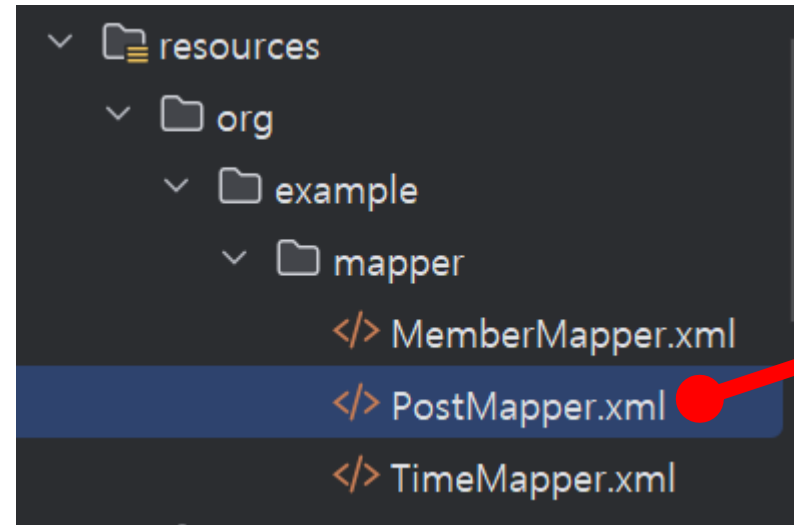 resources
org
example
mapper
</> MemberMapper.xml
</> PostMapper.xml
</> TimeMapper.xml